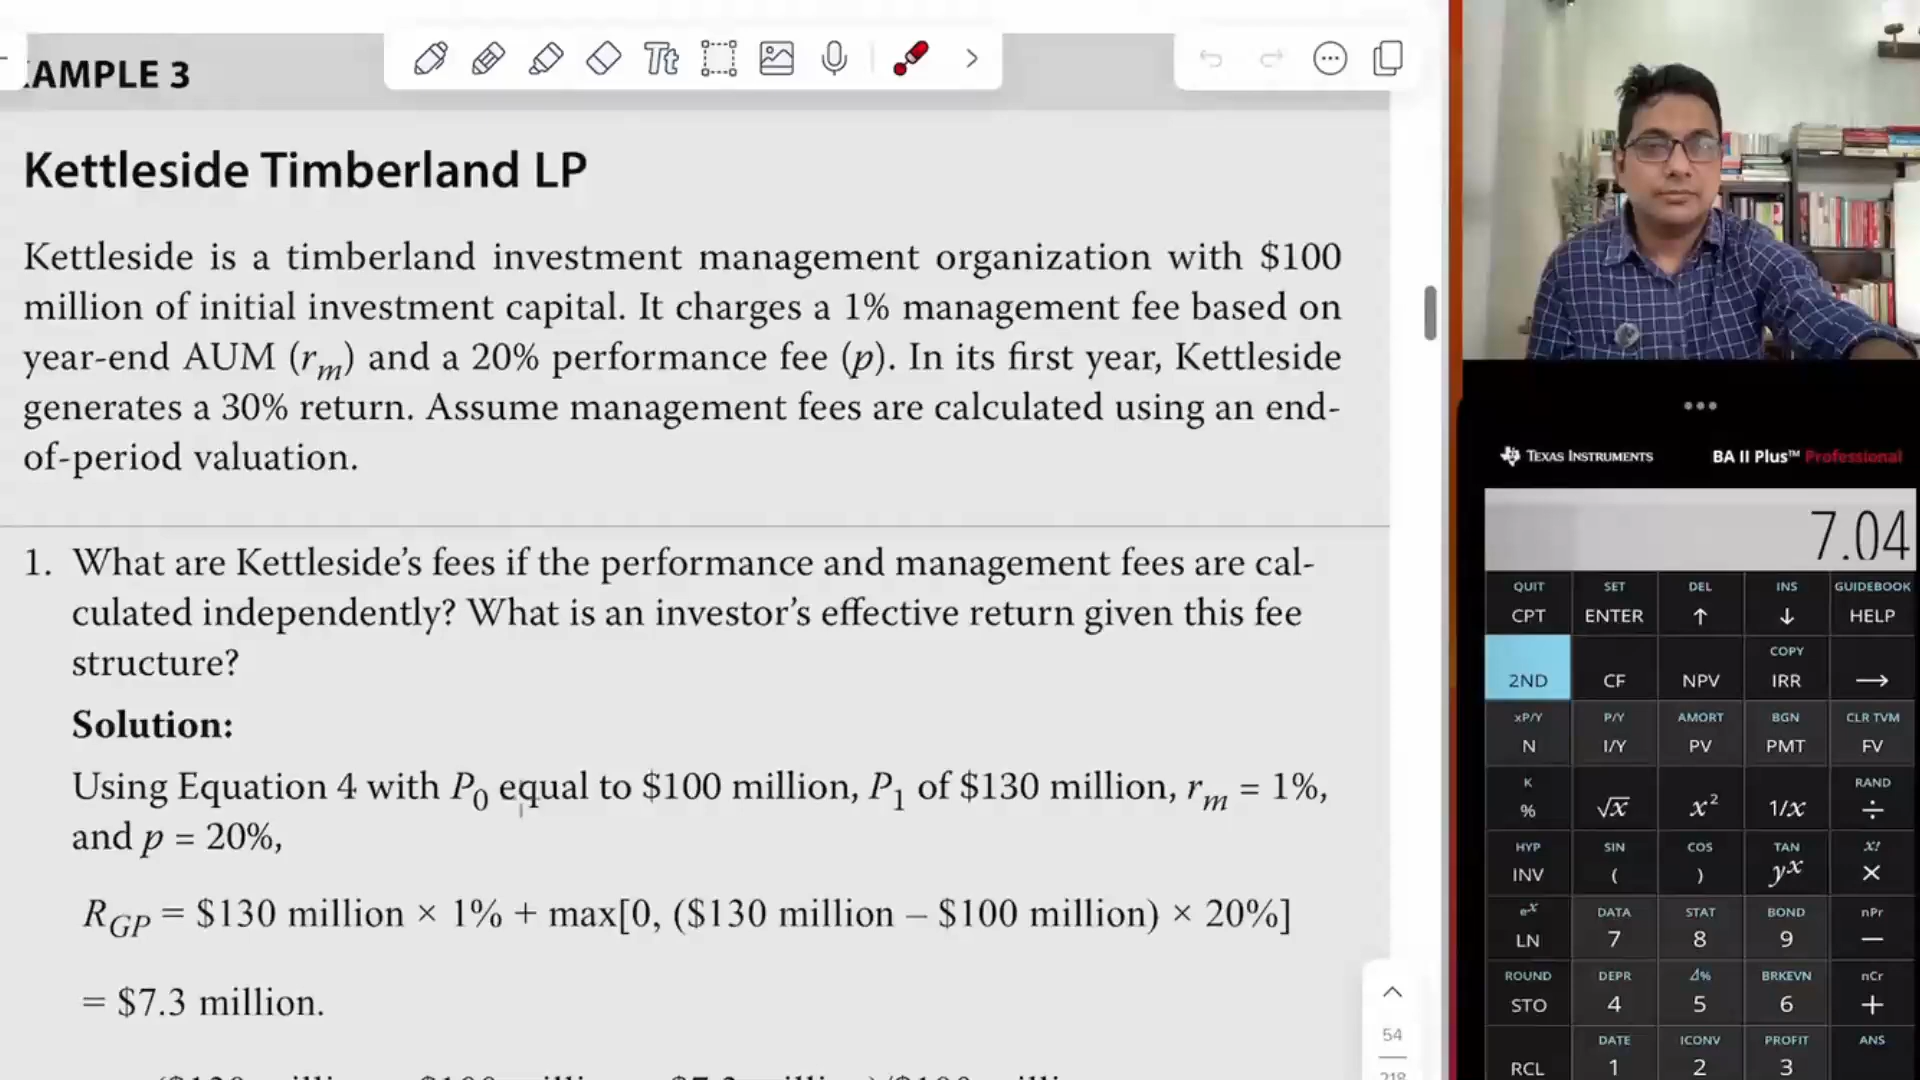 AMPLE 3
Tt
Kettleside Timberland LP
Kettleside is a timberland investment management organization with $100
million of initial investment capital. It charges a 1% management fee based on
year-end AUM (rm) and a 20% performance fee (p). In its first year, Kettleside
generates a 30% return. Assume management fees are calculated using an end-
of-period valuation.
1. What are Kettleside's fees if the performance and management fees are cal-
culated independently? What is an investor's effective return given this fee
structure?
Solution:
Using Equation 4 with P0 equal to $100 million, P1 of $130 million, rm = 1%,
and p = 20%,
RGP = $130 million × 1% + max[0, ($130 million – $100 million) × 20%]
= $7.3 million.
54
218
TEXAS INSTRUMENTS BA II Plus™ Professional
7.04
QUIT SET DEL INS GUIDEBOOK
CPT ENTER ↑ ↓ HELP
COPY
2ND CF NPV IRR →
xP/Y P/Y AMORT BGN CLR TVM
N I/Y PV PMT FV
K RAND
% √x x² 1/x ÷
HYP SIN COS TAN x!
INV ( ) yˣ ×
eˣ DATA STAT BOND nPr
LN 7 8 9 −
ROUND DEPR Δ% BRKEVN nCr
STO 4 5 6 +
DATE ICONV PROFIT ANS
RCL 1 2 3